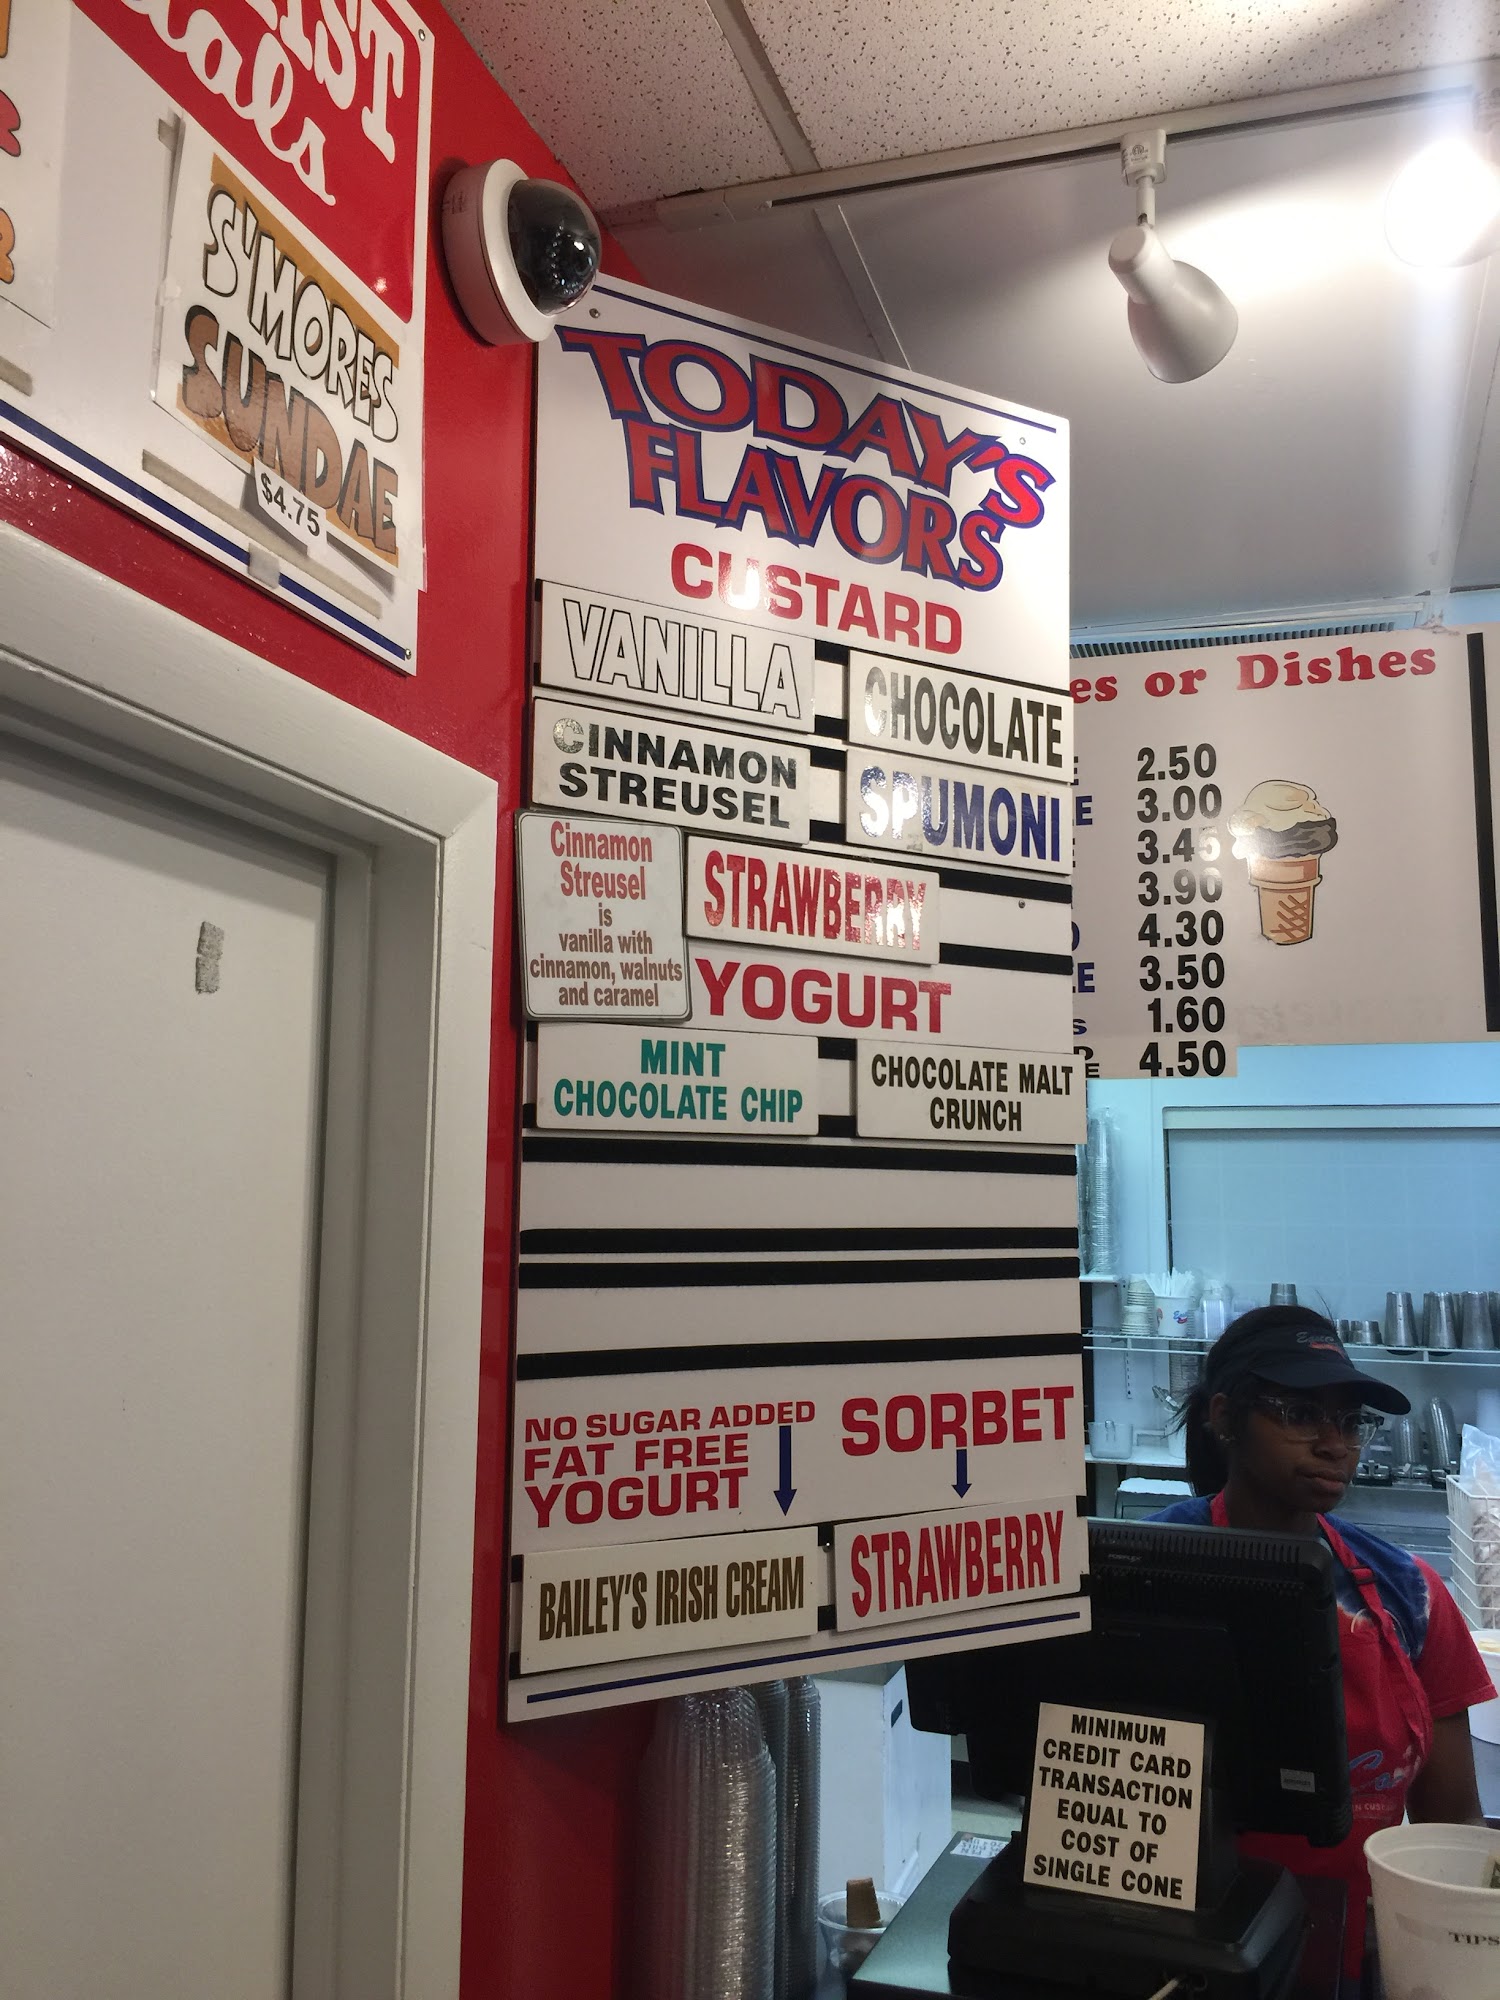 S'MORES
SUNDAE
$4.75
TODAY'S
FLAVORS
CUSTARD
VANILLA
CHOCOLATE
CINNAMON
STREUSEL
SPUMONI
Cinnamon
Streusel
is
vanilla with
cinnamon, walnuts
and caramel
STRAWBERRY
YOGURT
MINT
CHOCOLATE CHIP
CHOCOLATE MALT
CRUNCH
NO SUGAR ADDED
FAT FREE
YOGURT
SORBET
BAILEY'S IRISH CREAM
STRAWBERRY
or Dishes
2.50
3.00
3.45
3.90
4.30
3.50
1.60
4.50
MINIMUM
CREDIT CARD
TRANSACTION
EQUAL TO
COST OF
SINGLE CONE
TIPS